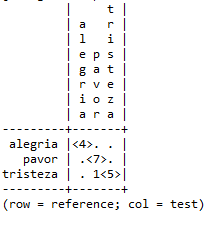 |         t |
         | a       r |
         | l       i |
         | e   p   s |
         | g   a   t |
         | r   v   e |
         | i   o   z |
         | a   r   a |
---------+-----------+
 alegria |<4>. . |
   pavor | .<7>. |
tristeza | . 1<5>|
---------+-------+
(row = reference; col = test)